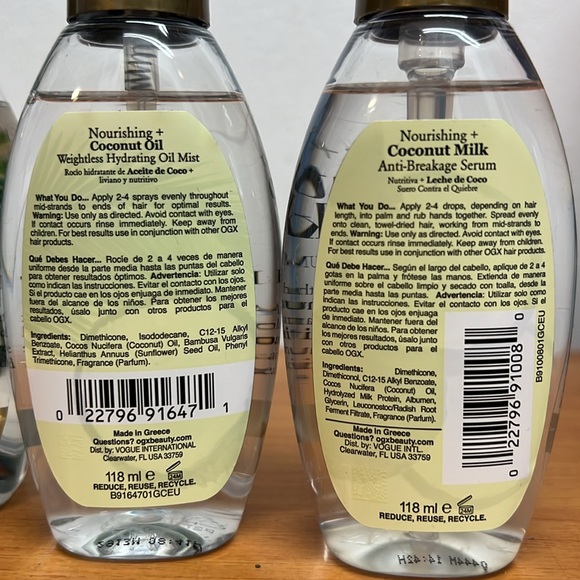 Nourishing +
Coconut Oil
Weightless Hydrating Oil Mist
Rocío hidratante de Aceite de Coco +
liviano y nutritivo
What You Do... Apply 2-4 sprays evenly throughout
mid-strands to ends of hair for optimal results.
Warning: Use only as directed. Avoid contact with eyes.
If contact occurs rinse immediately. Keep away from
children. For best results use in conjunction with other OGX
hair products.
Qué Debes Hacer... Rocíe de 2 a 4 veces de manera
uniforme desde la parte media hasta las puntas del cabello
para obtener resultados óptimos. Advertencia: Utilizar solo
como indican las instrucciones. Evitar el contacto con los ojos.
Si el producto cae en los ojos enjuaga de inmediato. Mantener
fuera del alcance de los niños. Para obtener los mejores
resultados, úsalo junto con otros productos para el
cabello OGX.
Ingredients: Dimethicone, Isododecane, C12-15 Alkyl
Benzoate, Cocos Nucifera (Coconut) Oil, Bambusa Vulgaris
Extract, Helianthus Annuus (Sunflower) Seed Oil, Phenyl
Trimethicone, Fragrance (Parfum).
0 22796 91647 1
Made in Greece
Questions? ogxbeauty.com
Dist. by: VOGUE INTERNATIONAL
Clearwater, FL USA 33759
118 ml e 24M
REDUCE, REUSE, RECYCLE.
B9164701GCEU
Nourishing +
Coconut Milk
Anti-Breakage Serum
Nutritiva + Leche de Coco
Suero Contra el Quiebre
What You Do... Apply 2-4 drops, depending on hair
length, into palm and rub hands together. Spread evenly
onto clean, towel-dried hair, working from mid-strands to
ends. Warning: Use only as directed. Avoid contact with eyes.
If contact occurs rinse immediately. Keep away from children.
For best results use in conjunction with other OGX hair products.
Qué Debe Hacer... Según el largo del cabello, aplique de 2 a 4
gotas en la palma y frótese las manos. Extienda de manera
uniforme sobre el cabello limpio y secado con toalla, desde la
parte media hasta las puntas. Advertencia: Utilizar solo como
indican las instrucciones. Evitar el contacto con los ojos. Si el
producto cae en los ojos enjuaga
de inmediato. Mantener fuera del
alcance de los niños. Para obtener
los mejores resultados, úsalo junto
con otros productos para el
cabello OGX.
Ingredients: Dimethicone,
Dimethiconol, C12-15 Alkyl Benzoate,
Cocos Nucifera (Coconut) Oil,
Hydrolyzed Milk Protein, Albumen,
Glycerin, Leuconostoc/Radish Root
Ferment Filtrate, Fragrance (Parfum).
0 22796 91008 0
B9100801GCEU
Made in Greece
Questions? ogxbeauty.com
Dist. by: VOGUE INTL.
Clearwater, FL USA 33759
118 ml e 24M
REDUCE, REUSE, RECYCLE.